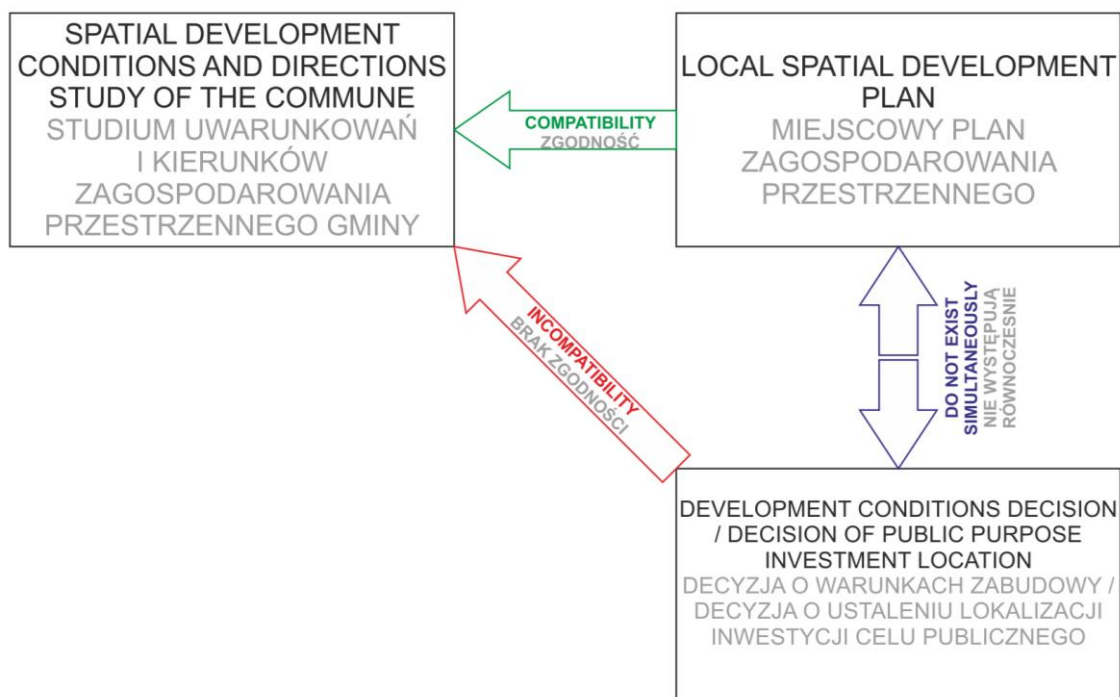 SPATIAL DEVELOPMENT
CONDITIONS AND DIRECTIONS
STUDY OF THE COMMUNE
STUDIUM UWARUNKOWAŃ
I KIERUNKÓW
ZAGOSPODAROWANIA
PRZESTRZENNEGO GMINY
COMPATIBILITY
ZGODNOŚĆ
LOCAL SPATIAL DEVELOPMENT
PLAN
MIEJSCOWY PLAN
ZAGOSPODAROWANIA
PRZESTRZENNEGO
INCOMPATIBILITY
BRAK ZGODNOŚCI
DO NOT EXIST
SIMULTANEOUSLY
NIE WYSTĘPUJĄ
RÓWNOCZEŚNIE
DEVELOPMENT CONDITIONS DECISION
/ DECISION OF PUBLIC PURPOSE
INVESTMENT LOCATION
DECYZJA O WARUNKACH ZABUDOWY /
DECYZJA O USTALENIU LOKALIZACJI
INWESTYCJI CELU PUBLICZNEGO